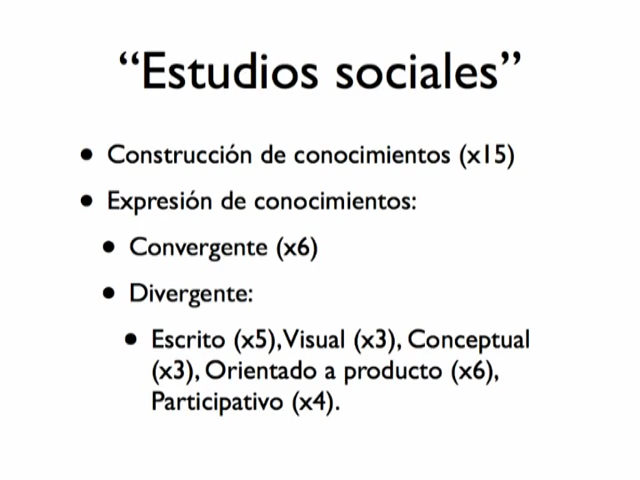 “Estudios sociales”
• Construcción de conocimientos (x15)
• Expresión de conocimientos:
• Convergente (x6)
• Divergente:
• Escrito (x5), Visual (x3), Conceptual
(x3), Orientado a producto (x6),
Participativo (x4).